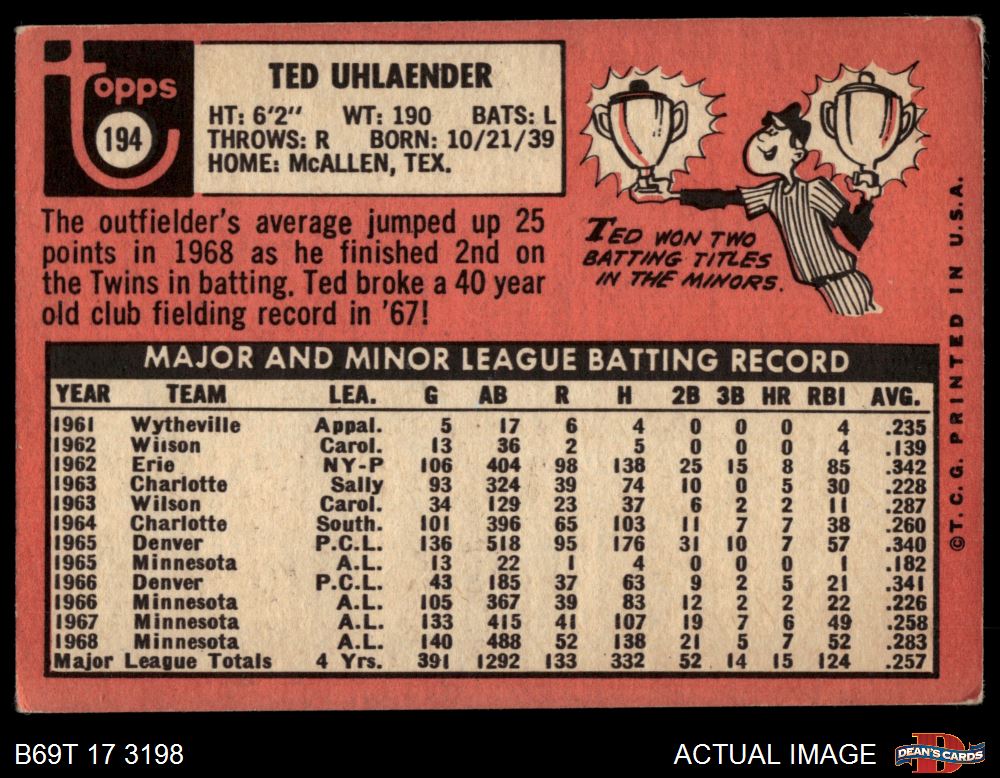 topps
194
TED UHLAENDER
HT: 6'2" WT: 190 BATS: L
THROWS: R BORN: 10/21/39
HOME: McALLEN, TEX.
The outfielder's average jumped up 25
points in 1968 as he finished 2nd on
the Twins in batting. Ted broke a 40 year
old club fielding record in '67!
TED WON TWO
BATTING TITLES
IN THE MINORS.
MAJOR AND MINOR LEAGUE BATTING RECORD
YEAR TEAM LEA. G AB R H 2B 3B HR RBI AVG.
1961 Wytheville Appal. 5 17 6 4 0 0 0 4 .235
1962 Wilson Carol. 13 36 2 5 0 0 0 4 .139
1962 Erie NY-P 106 404 98 138 25 15 8 85 .342
1963 Charlotte Sally 93 324 39 74 10 0 5 30 .228
1963 Wilson Carol. 34 129 23 37 6 2 2 11 .287
1964 Charlotte South. 101 396 65 103 11 7 7 38 .260
1965 Denver P.C.L. 136 518 95 176 31 10 7 57 .340
1965 Minnesota A.L. 13 22 1 4 0 0 0 1 .182
1966 Denver P.C.L. 43 185 37 63 9 2 5 21 .341
1966 Minnesota A.L. 105 367 39 83 12 2 2 22 .226
1967 Minnesota A.L. 133 415 41 107 19 7 6 49 .258
1968 Minnesota A.L. 140 488 52 138 21 5 7 52 .283
Major League Totals 4 Yrs. 391 1292 133 332 52 14 15 124 .257
©T. C. G. PRINTED IN U.S.A.
B69T 17 3198
ACTUAL IMAGE
DEAN'S CARDS